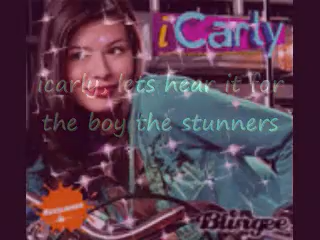 iCarly
icarly- lets hear it for
the boy the stunners
Blingee